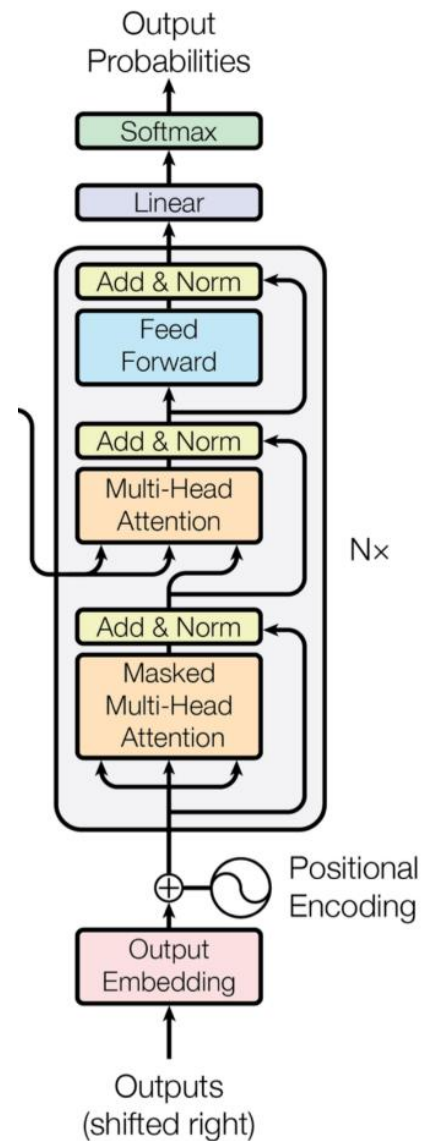 Output
Probabilities
Softmax
Linear
Add & Norm
Feed
Forward
Add & Norm
Multi-Head
Attention
N×
Add & Norm
Masked
Multi-Head
Attention
Positional
Encoding
Output
Embedding
Outputs
(shifted right)